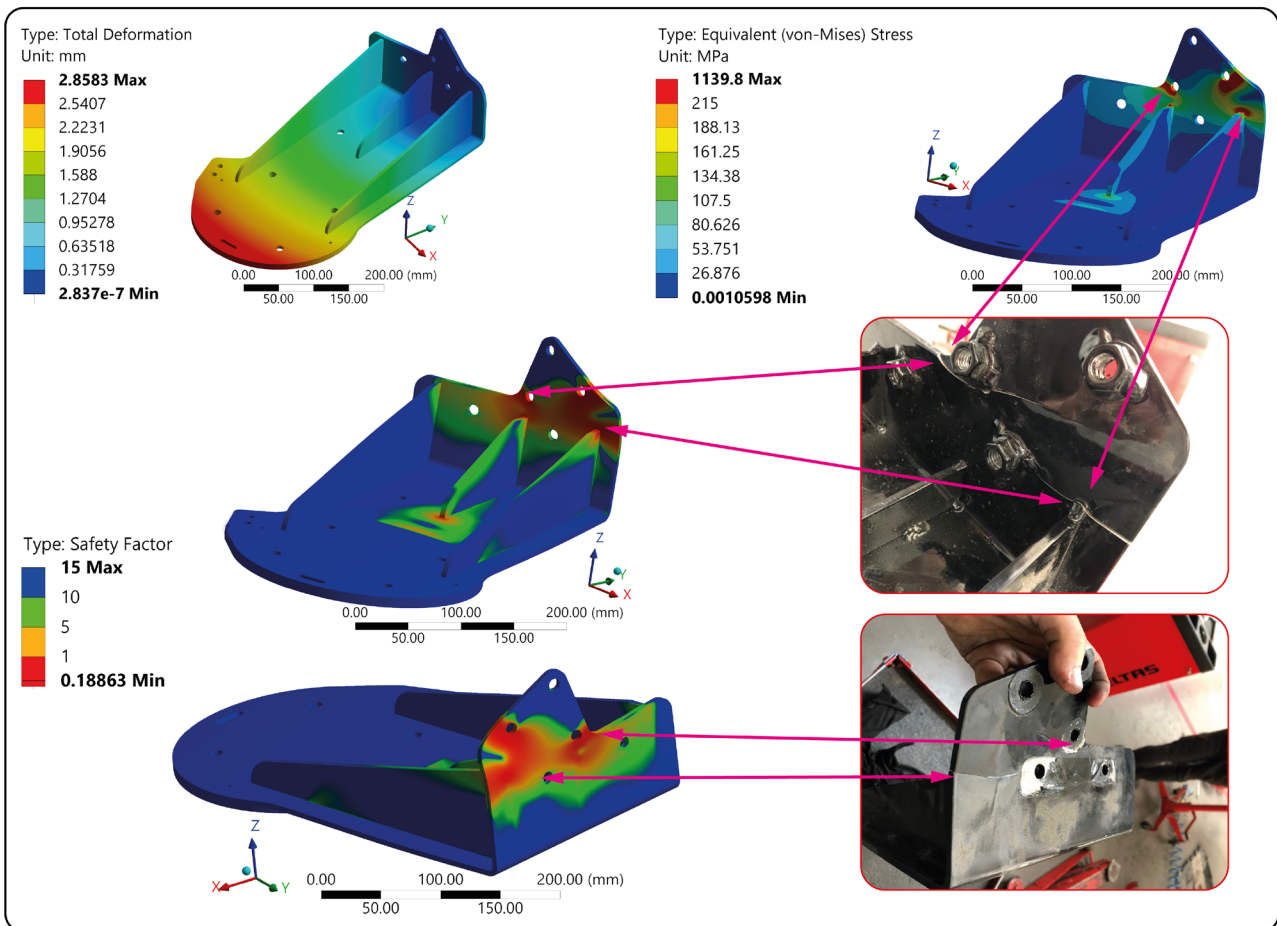 Type: Total Deformation
Unit: mm
2.8583 Max
2.5407
2.2231
1.9056
1.588
1.2704
0.95278
0.63518
0.31759
2.837e-7 Min
Z
Y
X
0.00 100.00 200.00 (mm)
50.00 150.00
Type: Equivalent (von-Mises) Stress
Unit: MPa
1139.8 Max
215
188.13
161.25
134.38
107.5
80.626
53.751
26.876
0.0010598 Min
Z
Y
X
0.00 100.00 200.00 (mm)
50.00 150.00
Type: Safety Factor
15 Max
10
5
1
0.18863 Min
Z
Y
X
0.00 100.00 200.00 (mm)
50.00 150.00
Z
X
Y
0.00 100.00 200.00 (mm)
50.00 150.00